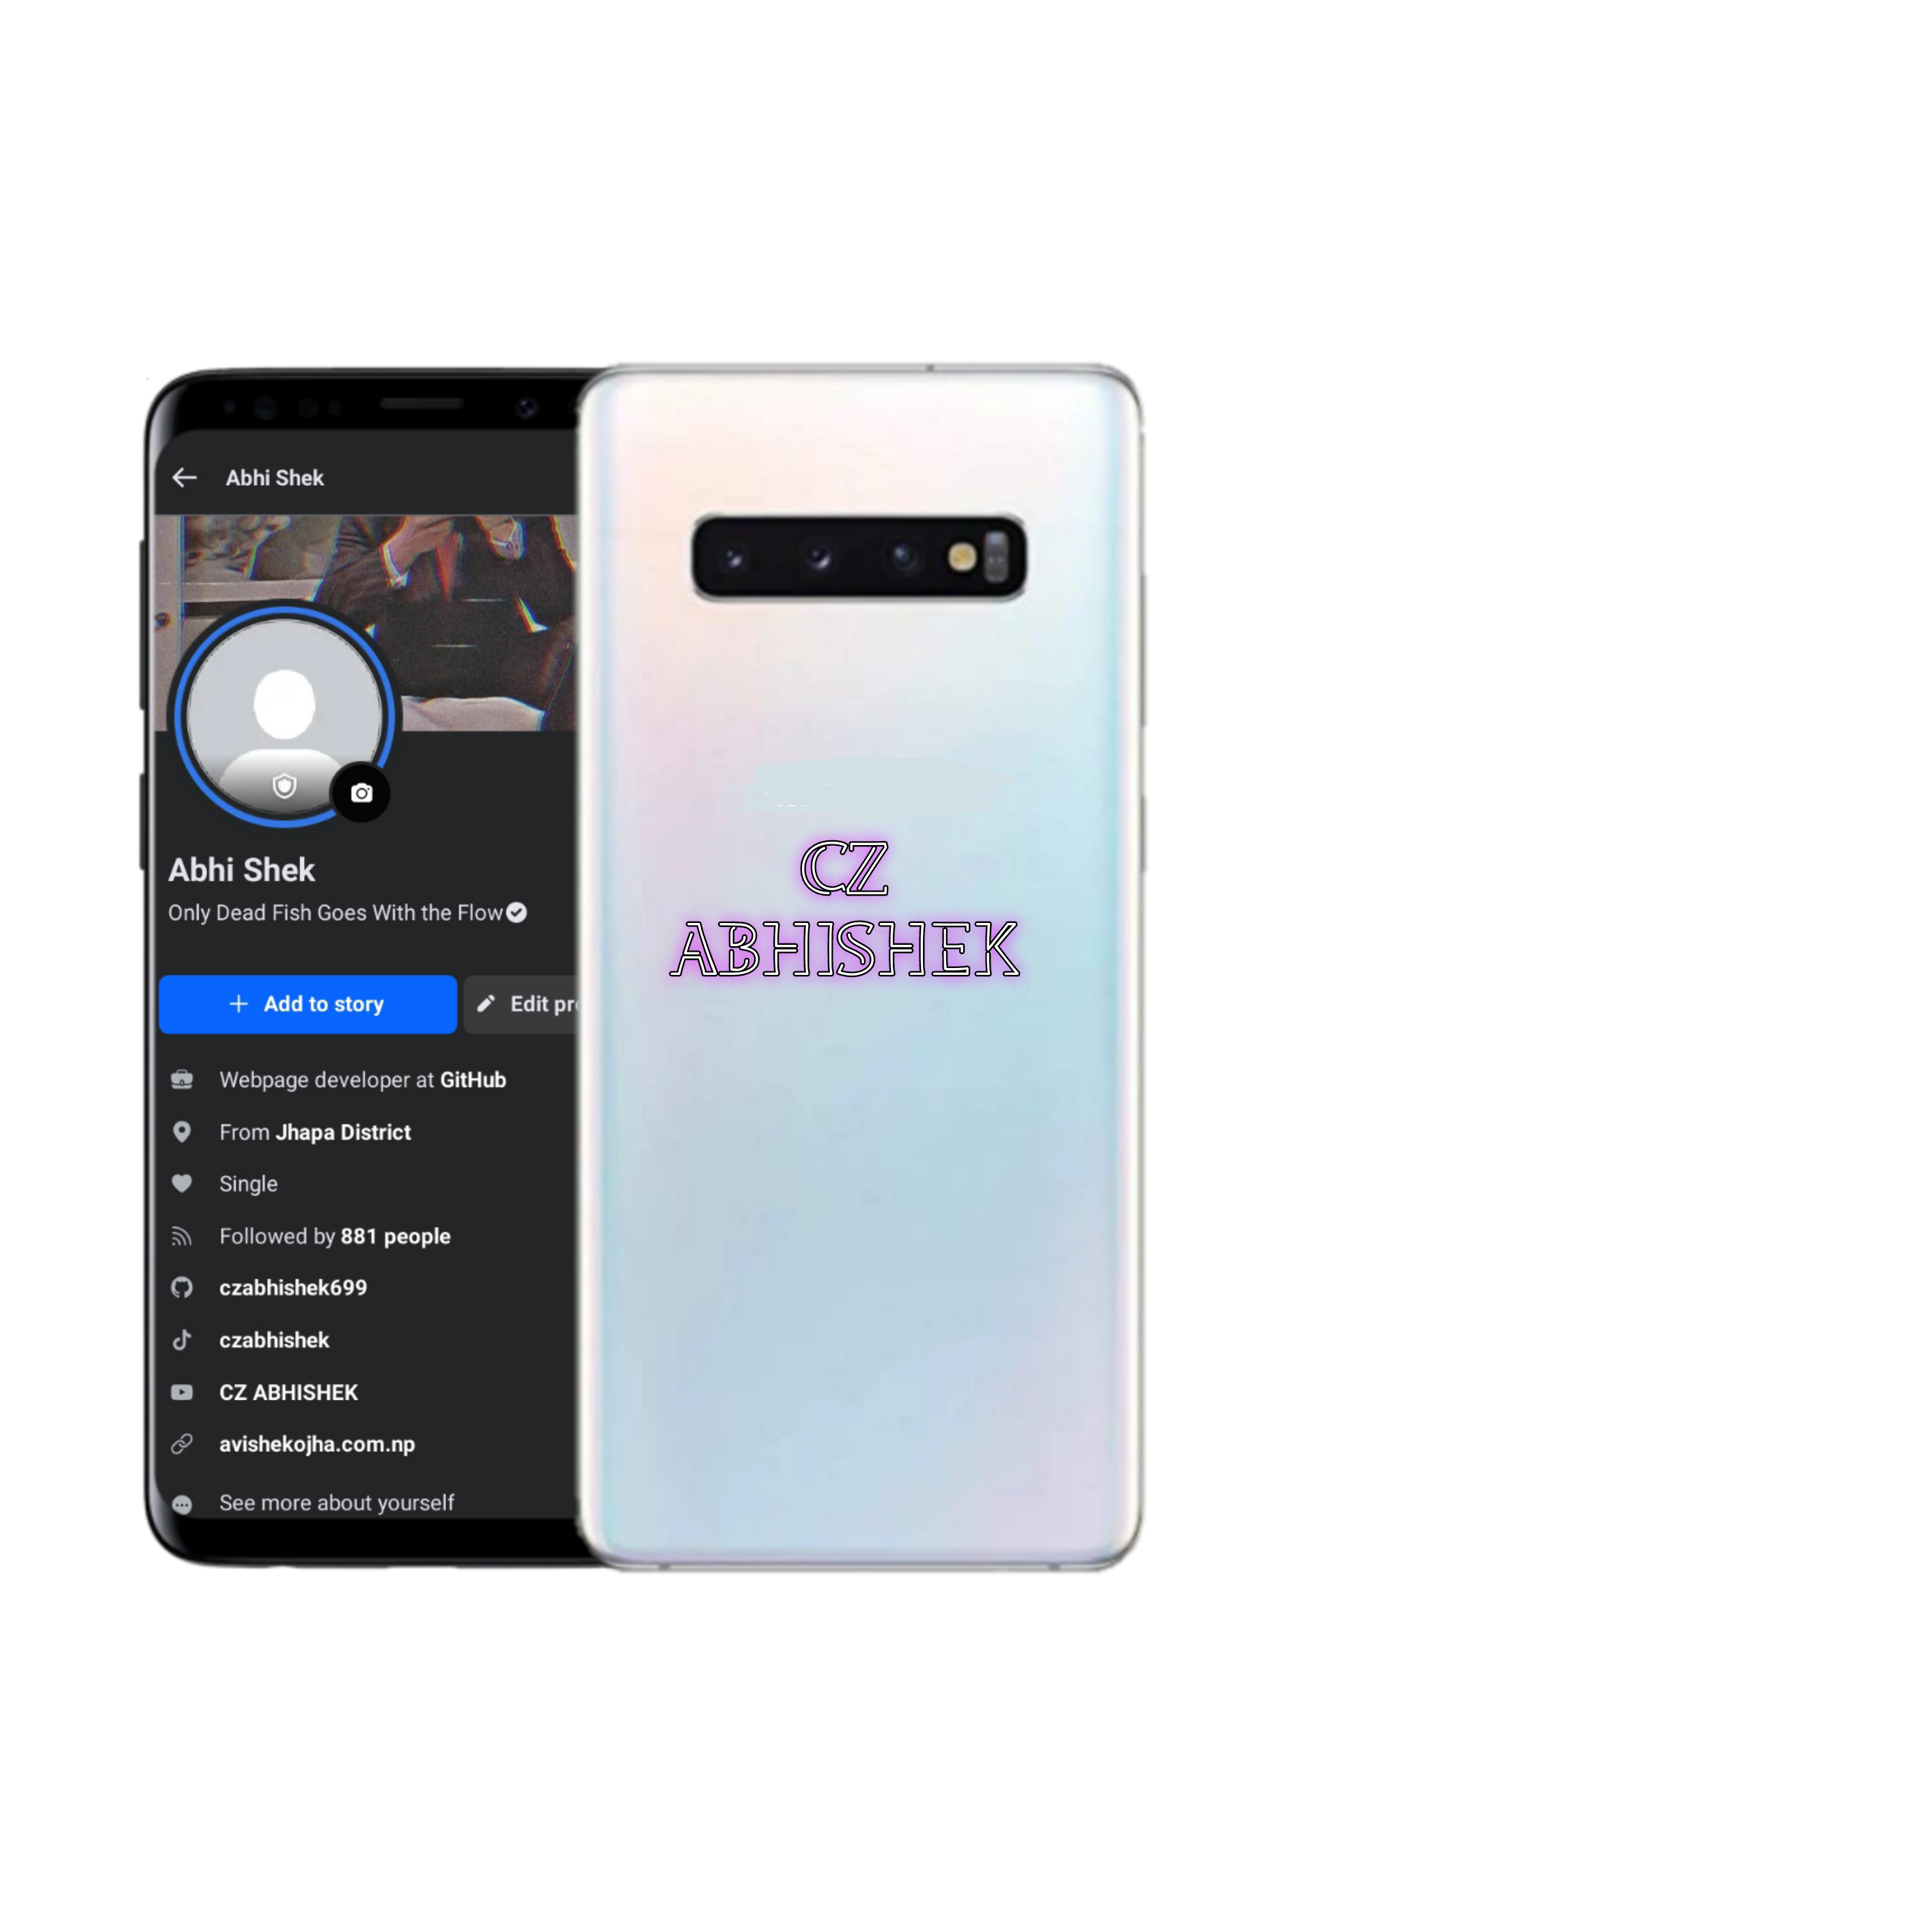 Abhi Shek
Abhi Shek
Only Dead Fish Goes With the Flow
Add to story
Edit pro
Webpage developer at GitHub
From Jhapa District
Single
Followed by 881 people
czabhishek699
czabhishek
CZ ABHISHEK
avishekojha.com.np
See more about yourself
CZ
ABHISHEK